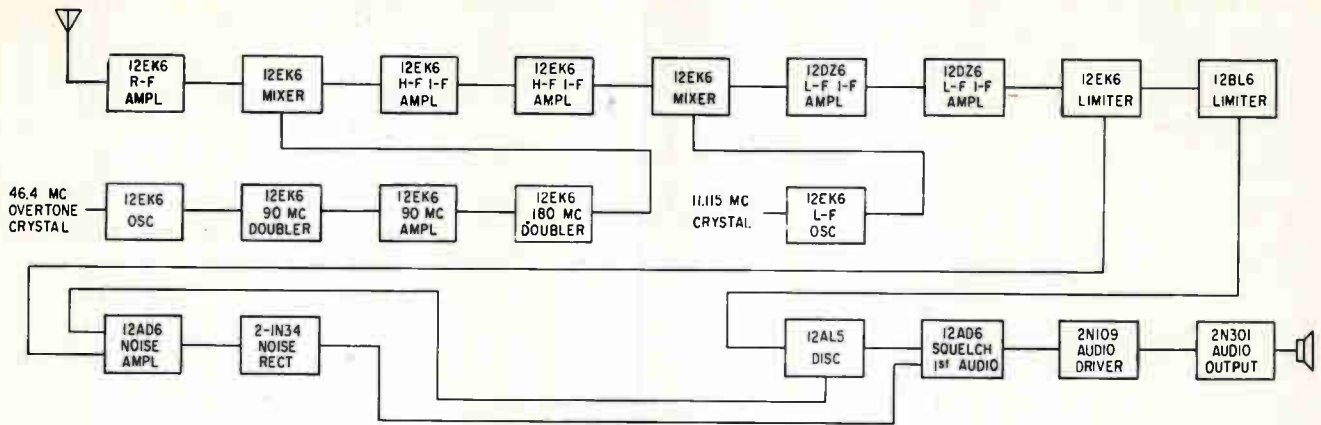 12EK6
R-F
AMPL
12EK6
MIXER
12EK6
H-F I-F
AMPL
12EK6
H-F I-F
AMPL
12EK6
MIXER
12DZ6
L-F I-F
AMPL
12DZ6
L-F I-F
AMPL
12EK6
LIMITER
12BL6
LIMITER
46.4 MC
OVERTONE
CRYSTAL
12EK6
OSC
12EK6
90 MC
DOUBLER
12EK6
90 MC
AMPL
12EK6
180 MC
DOUBLER
11.115 MC
CRYSTAL
12EK6
L-F
OSC
12AD6
NOISE
AMPL
2-1N34
NOISE
RECT
12AL5
DISC
12AD6
SQUELCH
1ST AUDIO
2N109
AUDIO
DRIVER
2N301
AUDIO
OUTPUT